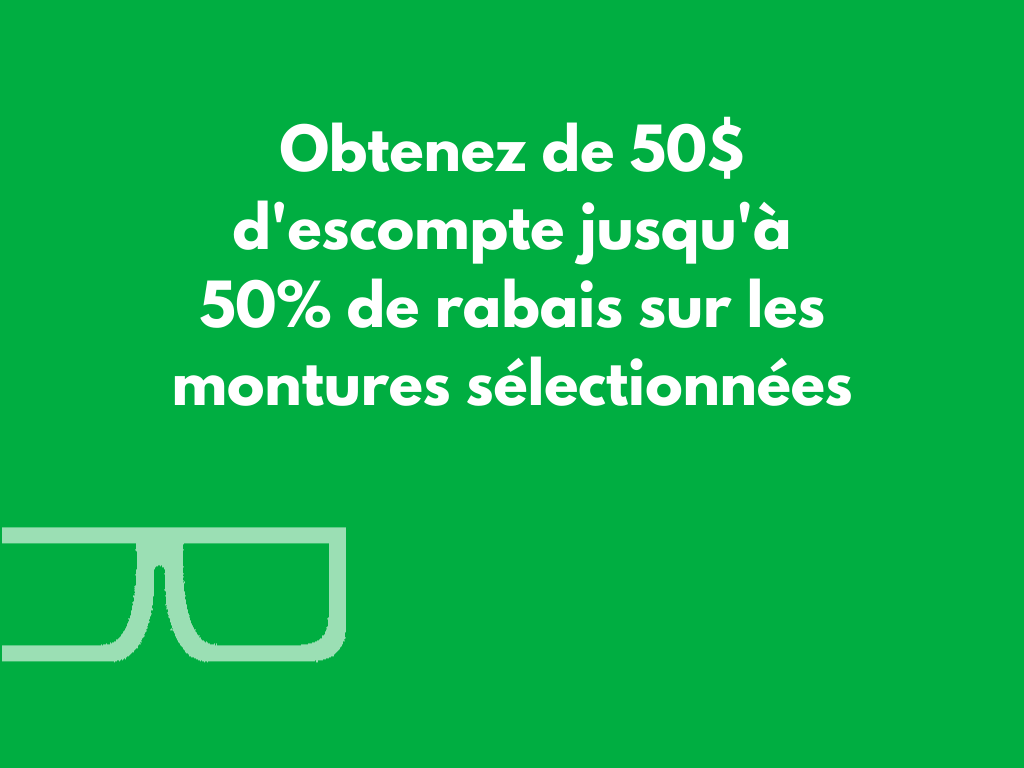 Obtenez de 50$
d'escompte jusqu'à
50% de rabais sur les
montures sélectionnées